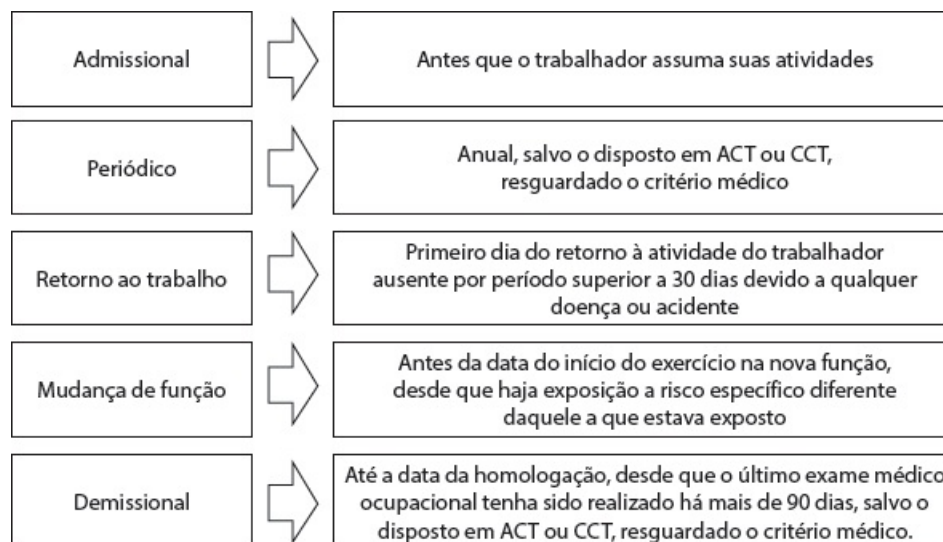 Admissional
Antes que o trabalhador assuma suas atividades
Periódico
Anual, salvo o disposto em ACT ou CCT,
resguardado o critério médico
Retorno ao trabalho
Primeiro dia do retorno à atividade do trabalhador
ausente por período superior a 30 dias devido a qualquer
doença ou acidente
Mudança de função
Antes da data do início do exercício na nova função,
desde que haja exposição a risco específico diferente
daquele a que estava exposto
Demissional
Até a data da homologação, desde que o último exame médico
ocupacional tenha sido realizado há mais de 90 dias, salvo o
disposto em ACT ou CCT, resguardado o critério médico.